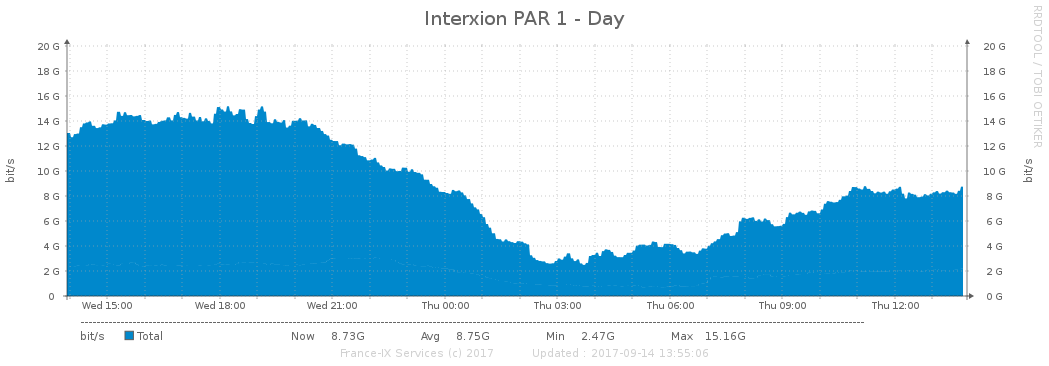 Interxion PAR 1 - Day
RRDTOOL / TOBI OETIKER
20 G 20 G
18 G 18 G
16 G 16 G
14 G 14 G
12 G 12 G
10 G 10 G
8 G 8 G
6 G 6 G
4 G 4 G
2 G 2 G
0 0 G
bit/s bit/s
Wed 15:00 Wed 18:00 Wed 21:00 Thu 00:00 Thu 03:00 Thu 06:00 Thu 09:00 Thu 12:00
bit/s Total Now 8.73G Avg 8.75G Min 2.47G Max 15.16G
France-IX Services (c) 2017 Updated : 2017-09-14 13:55:06